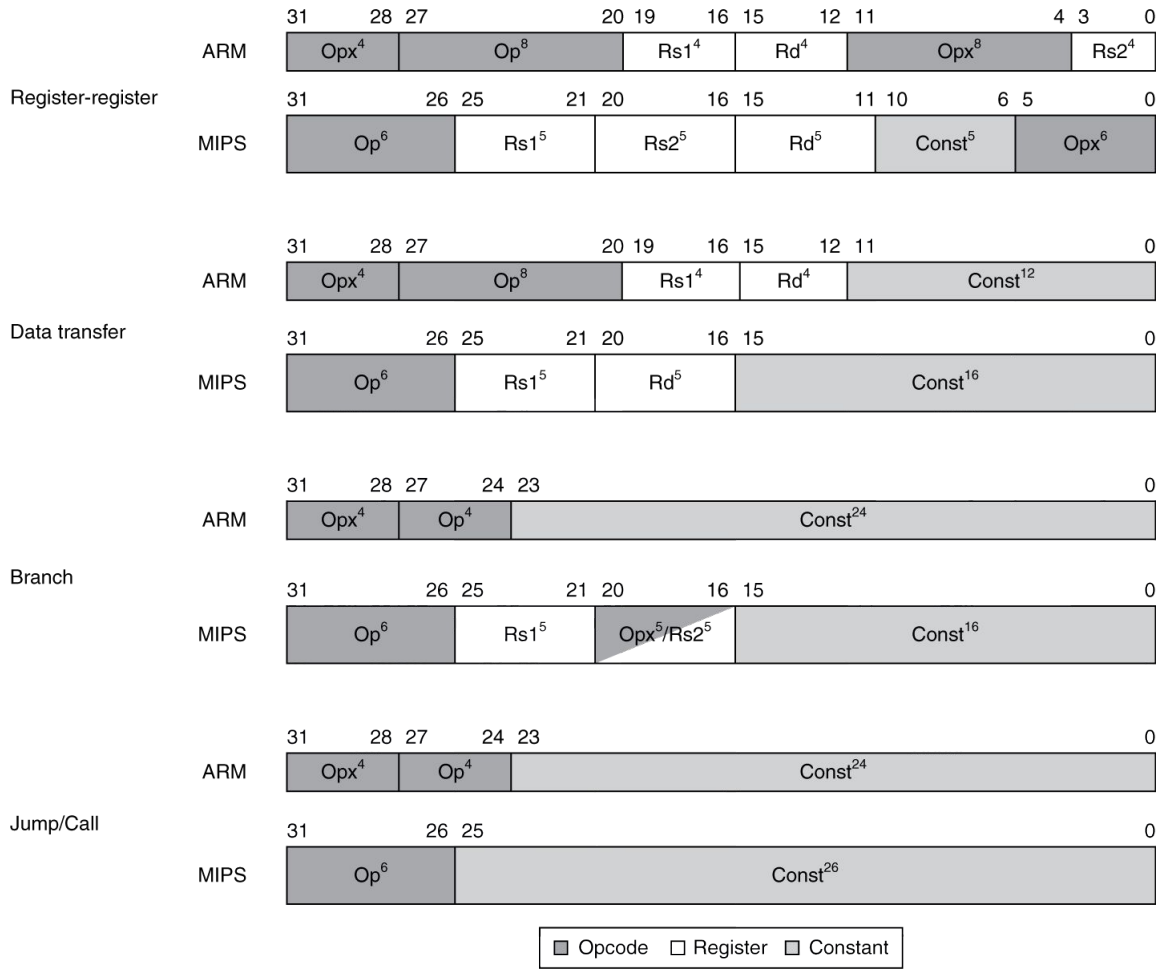 31 28 27 20 19 16 15 12 11 4 3 0
ARM Opx⁴ Op⁸ Rs1⁴ Rd⁴ Opx⁸ Rs2⁴
Register-register
31 26 25 21 20 16 15 11 10 6 5 0
MIPS Op⁶ Rs1⁵ Rs2⁵ Rd⁵ Const⁵ Opx⁶
31 28 27 20 19 16 15 12 11 0
ARM Opx⁴ Op⁸ Rs1⁴ Rd⁴ Const¹²
Data transfer
31 26 25 21 20 16 15 0
MIPS Op⁶ Rs1⁵ Rd⁵ Const¹⁶
31 28 27 24 23 0
ARM Opx⁴ Op⁴ Const²⁴
Branch
31 26 25 21 20 16 15 0
MIPS Op⁶ Rs1⁵ Opx⁵/Rs2⁵ Const¹⁶
31 28 27 24 23 0
ARM Opx⁴ Op⁴ Const²⁴
Jump/Call
31 26 25 0
MIPS Op⁶ Const²⁶
Opcode Register Constant